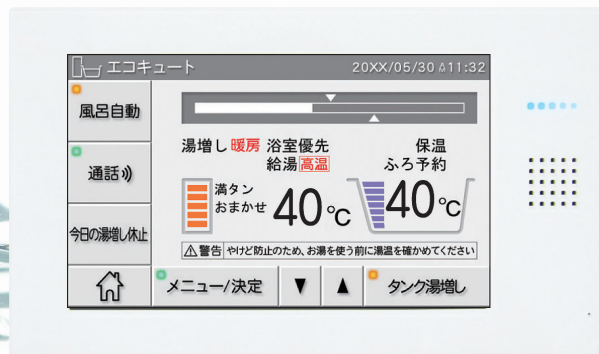 エコキュート 20XX/05/30 A11:32
風呂自動
湯増し 暖房 浴室優先 保温
給湯 高温 ふろ予約
通話
満タン
おまかせ 40℃ 40℃
今日の湯増し休止
⚠警告 やけど防止のため、お湯を使う前に湯温を確かめてください
メニュー/決定 ▼ ▲ タンク湯増し